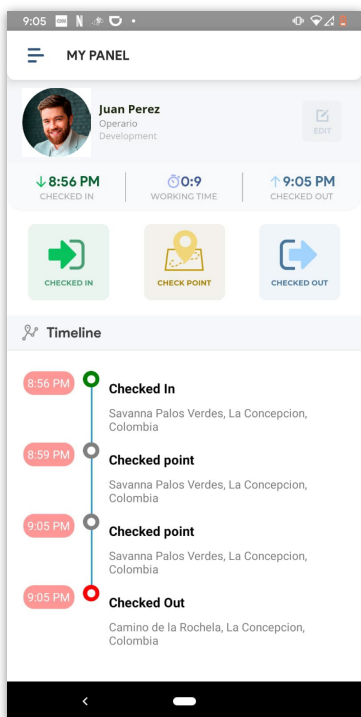 9:05
MY PANEL
Juan Perez
Operario
Development
EDIT
8:56 PM
CHECKED IN
0:9
WORKING TIME
9:05 PM
CHECKED OUT
CHECKED IN
CHECK POINT
CHECKED OUT
Timeline
8:56 PM
Checked In
Savanna Palos Verdes, La Concepcion,
Colombia
8:59 PM
Checked point
Savanna Palos Verdes, La Concepcion,
Colombia
9:05 PM
Checked point
Savanna Palos Verdes, La Concepcion,
Colombia
9:05 PM
Checked Out
Camino de la Rochela, La Concepcion,
Colombia